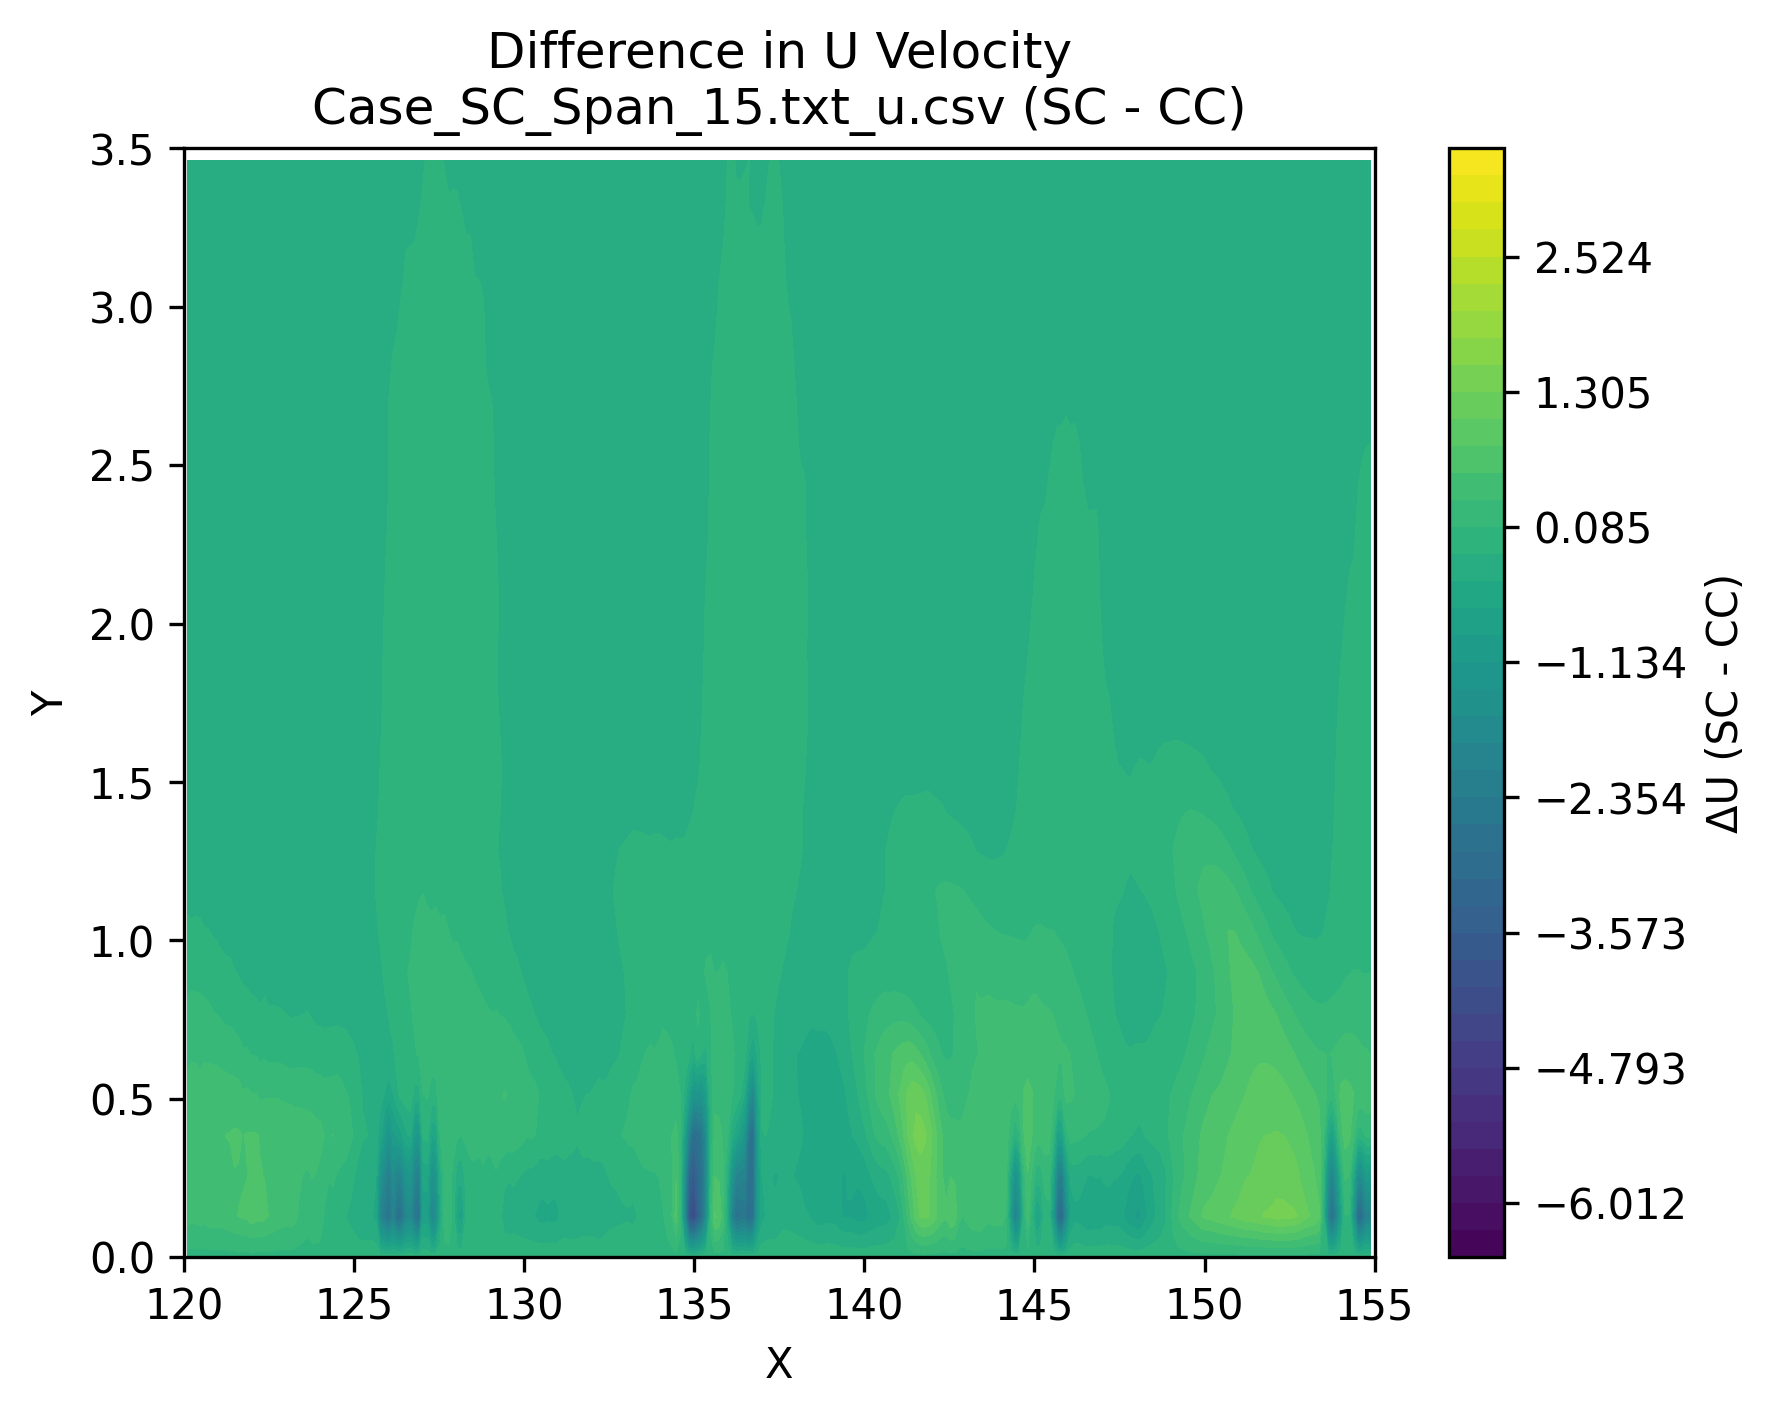 Difference in U Velocity
Case_SC_Span_15.txt_u.csv (SC - CC)
3.5
3.0
2.5
2.0
1.5
1.0
0.5
0.0
Y
120 125 130 135 140 145 150 155
X
2.524
1.305
0.085
−1.134
−2.354
−3.573
−4.793
−6.012
ΔU (SC - CC)